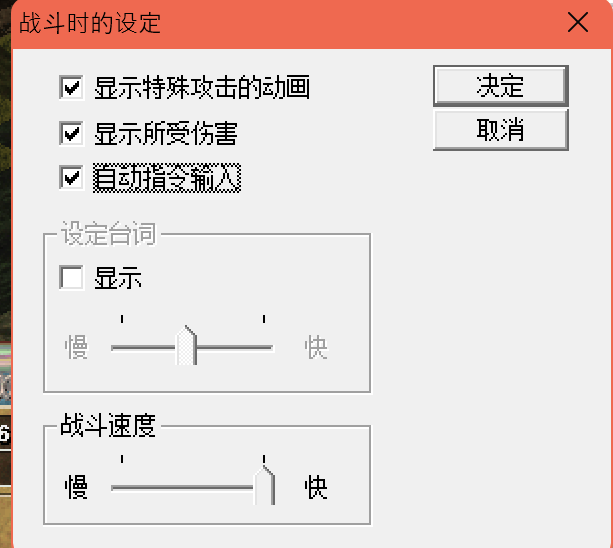 战斗时的设定
显示特殊攻击的动画
决定
显示所受伤害
取消
自动指令输入
设定台词
显示
慢 快
战斗速度
慢 快
6